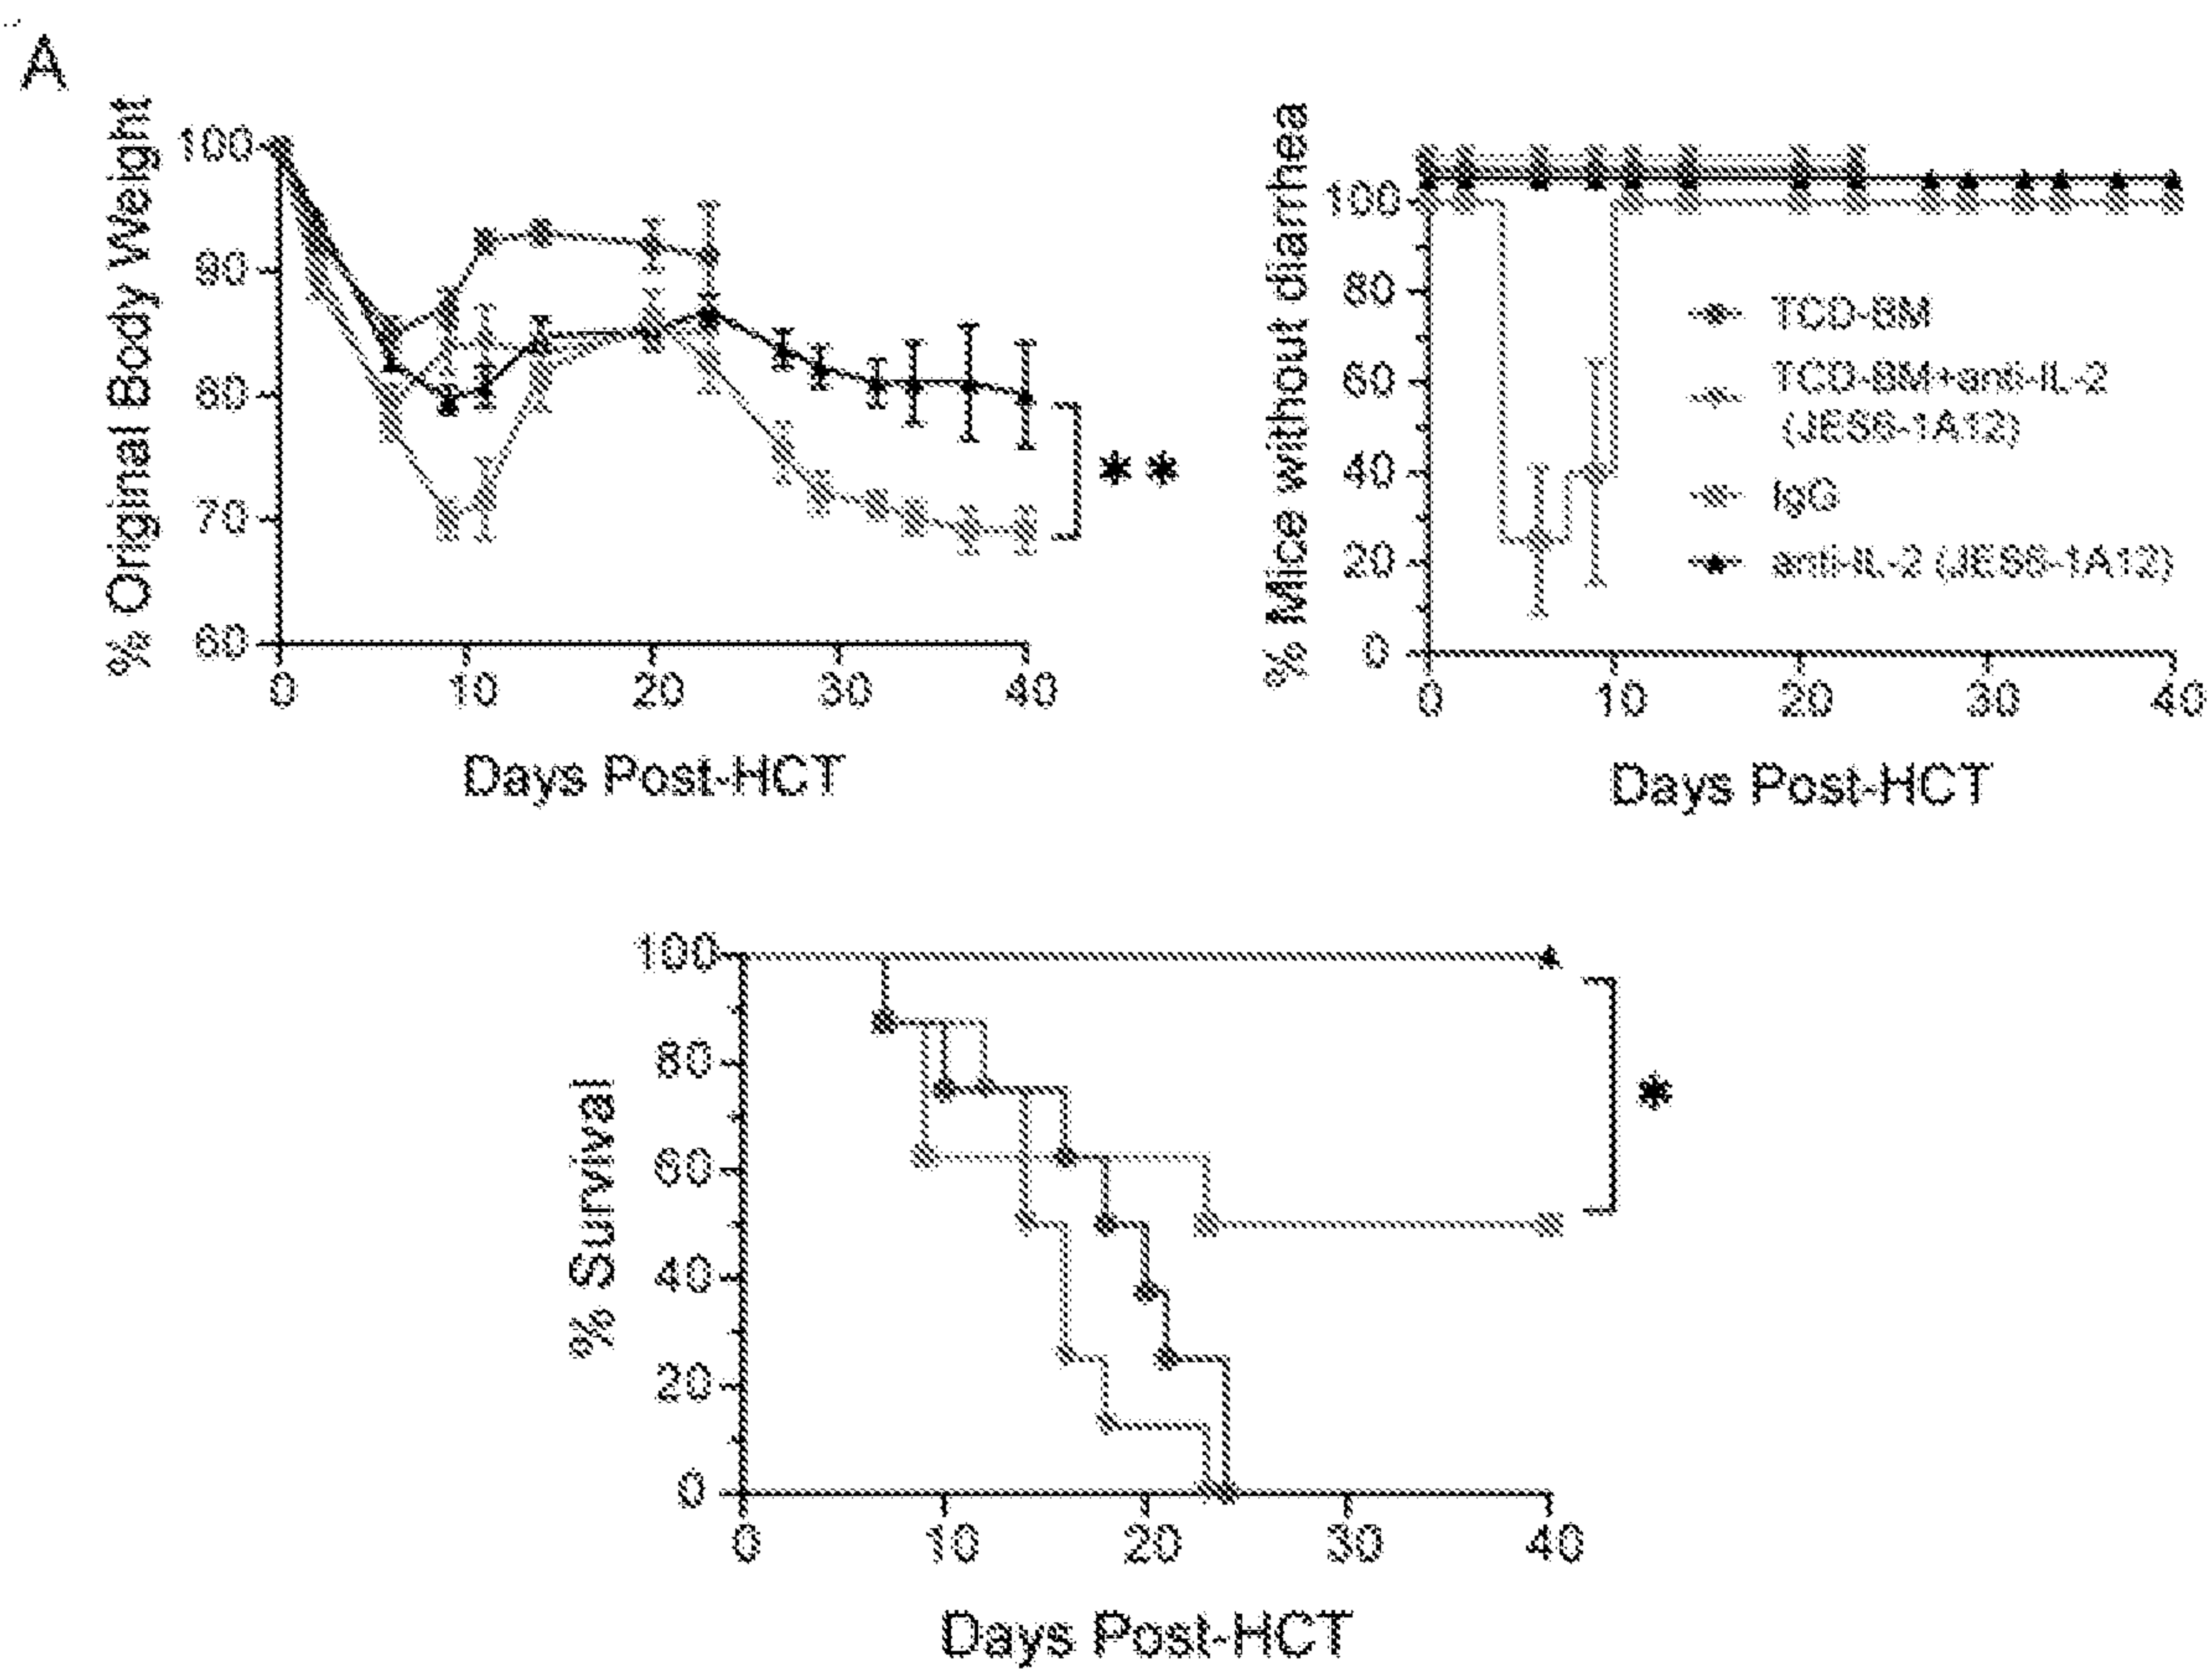 A
% Original Body Weight
100
90
80
70
60
0 10 20 30 40
Days Post-HCT
**
% Mice without diarrhea
100
80
60
40
20
0
TCD-BM
TCD-BM+anti-IL-2
(JES6-1A12)
IgG
anti-IL-2 (JES6-1A12)
0 10 20 30 40
Days Post-HCT
% Survival
100
80
60
40
20
0
*
0 10 20 30 40
Days Post-HCT